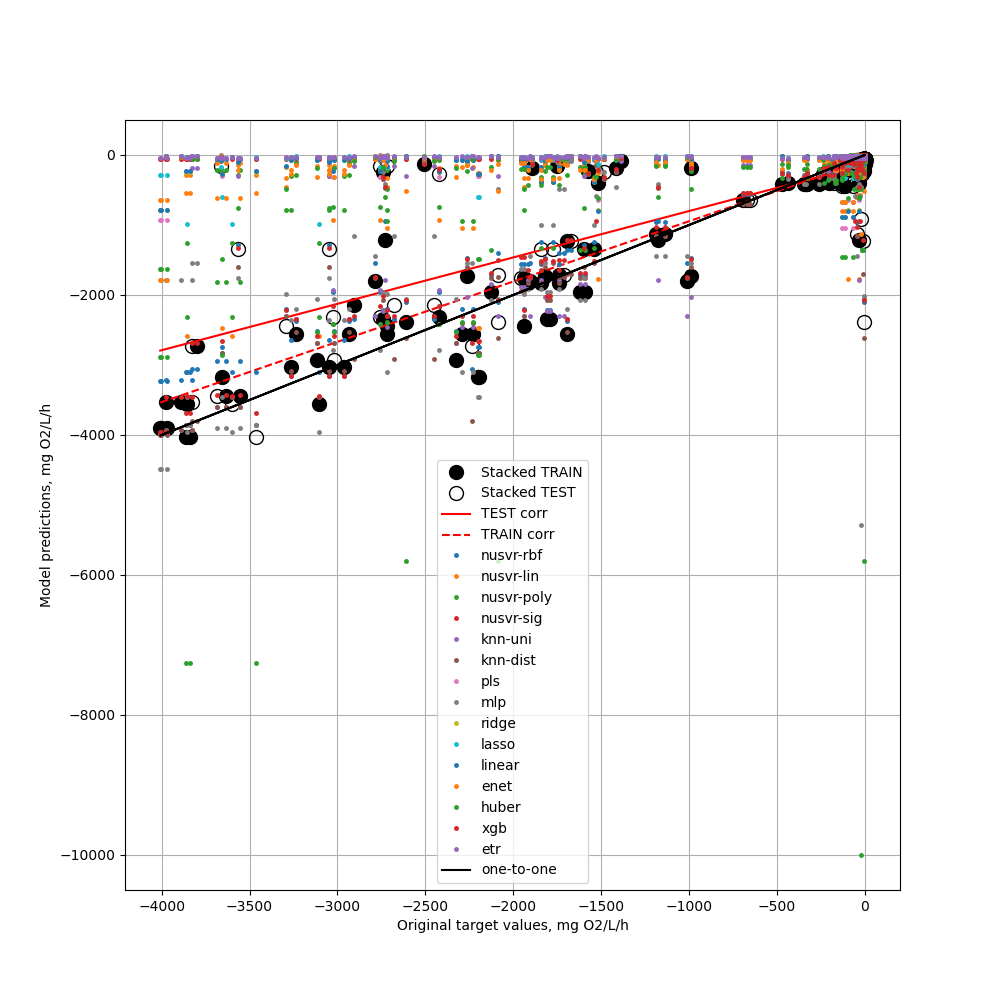 0
−2000
−4000
−6000
−8000
−10000
Model predictions, mg O2/L/h
Stacked TRAIN
Stacked TEST
TEST corr
TRAIN corr
nusvr-rbf
nusvr-lin
nusvr-poly
nusvr-sig
knn-uni
knn-dist
pls
mlp
ridge
lasso
linear
enet
huber
xgb
etr
one-to-one
−4000 −3500 −3000 −2500 −2000 −1500 −1000 −500 0
Original target values, mg O2/L/h